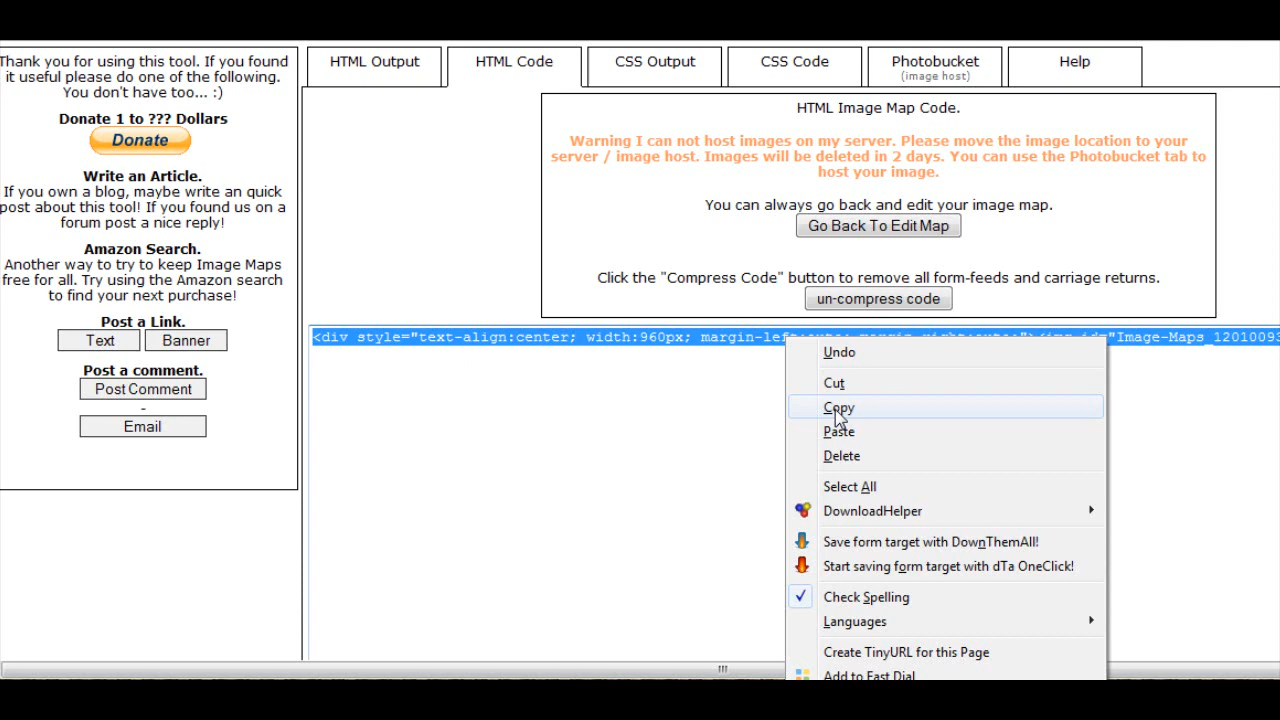 Thank you for using this tool. If you found
it useful please do one of the following.
You don't have too... :)
Donate 1 to ??? Dollars
Donate
Write an Article.
If you own a blog, maybe write an quick
post about this tool! If you found us on a
forum post a nice reply!
Amazon Search.
Another way to try to keep Image Maps
free for all. Try using the Amazon search
to find your next purchase!
Post a Link.
Text
Banner
Post a comment.
Post Comment
-
Email
HTML Output
HTML Code
CSS Output
CSS Code
Photobucket
(image host)
Help
HTML Image Map Code.
Warning I can not host images on my server. Please move the image location to your
server / image host. Images will be deleted in 2 days. You can use the Photobucket tab to
host your image.
You can always go back and edit your image map.
Go Back To Edit Map
Click the "Compress Code" button to remove all form-feeds and carriage returns.
un-compress code
<div style="text-align:center; width:960px; id="Image-Maps_12010093
Undo
Cut
Copy
Paste
Delete
Select All
DownloadHelper
Save form target with DownThemAll!
Start saving form target with dTa OneClick!
Check Spelling
Languages
Create TinyURL for this Page
Add to Fast Dial